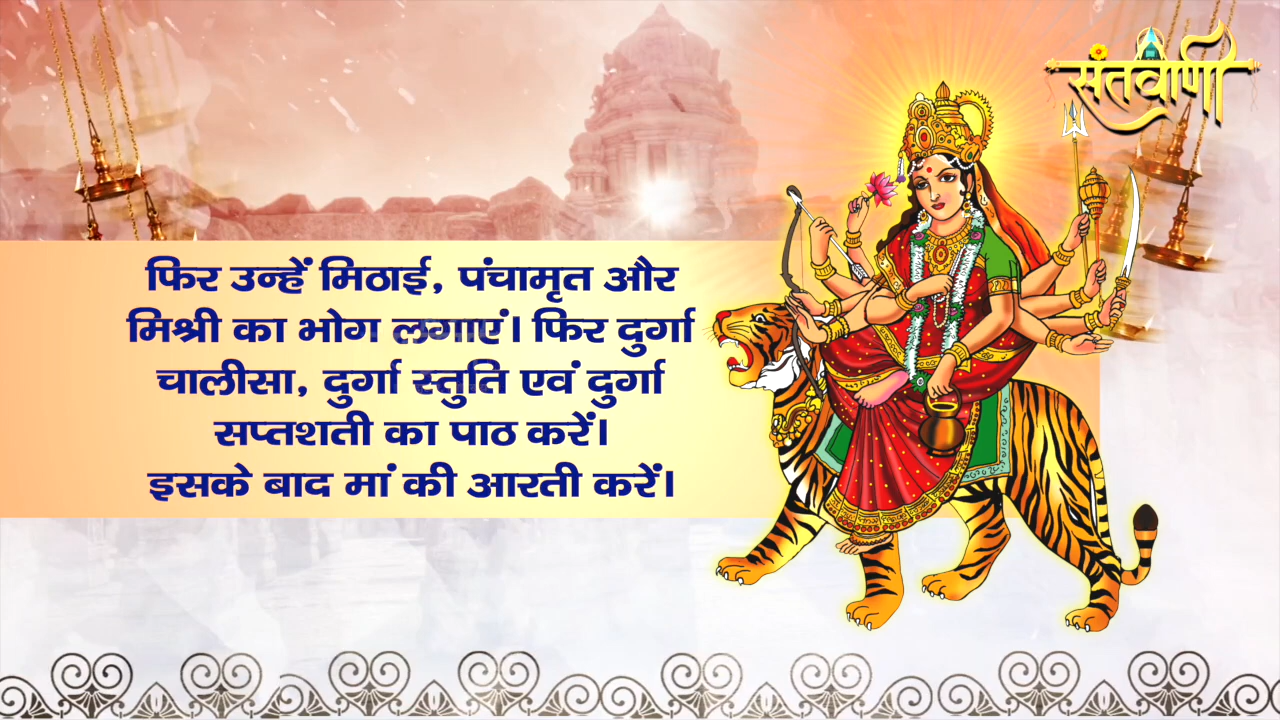 संतवाणी
फिर उन्हें मिठाई, पंचामृत और
मिश्री का भोग लगाएं। फिर दुर्गा
चालीसा, दुर्गा स्तुति एवं दुर्गा
सप्तशती का पाठ करें।
इसके बाद मां की आरती करें।